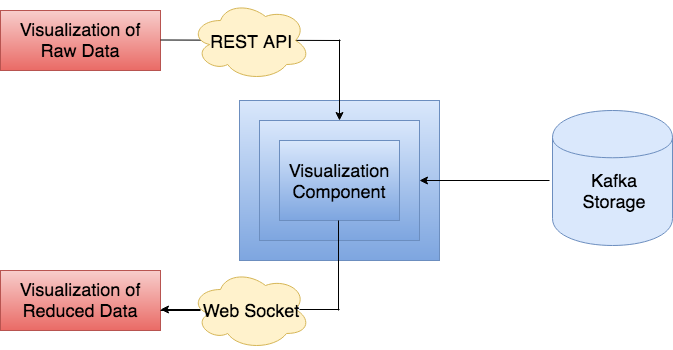 Visualization of
Raw Data
REST API
Visualization
Component
Kafka
Storage
Visualization of
Reduced Data
Web Socket